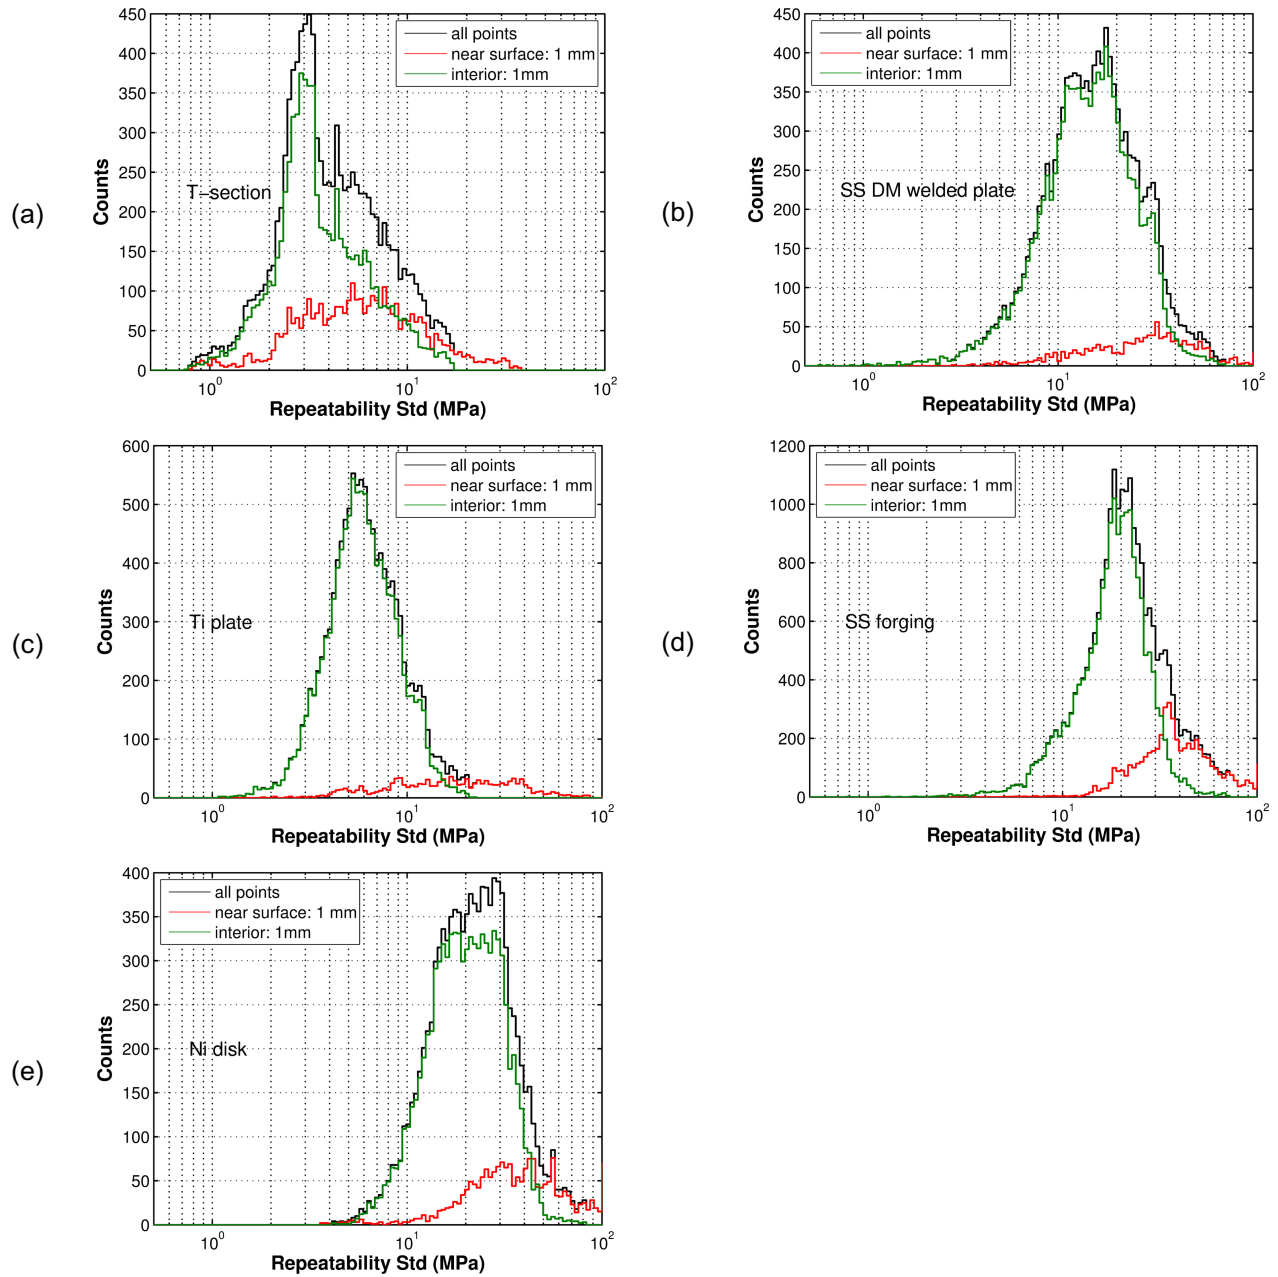 (a)
450
400
350
300
250
200
150
100
50
0
Counts
all points
near surface: 1 mm
interior: 1mm
T-section
10^0
10^1
10^2
Repeatability Std (MPa)
(b)
450
400
350
300
250
200
150
100
50
0
Counts
all points
near surface: 1 mm
interior: 1mm
SS DM welded plate
10^0
10^1
10^2
Repeatability Std (MPa)
(c)
600
500
400
300
200
100
0
Counts
all points
near surface: 1 mm
interior: 1mm
Ti plate
10^0
10^1
10^2
Repeatability Std (MPa)
(d)
1200
1000
800
600
400
200
0
Counts
all points
near surface: 1 mm
interior: 1mm
SS forging
10^0
10^1
10^2
Repeatability Std (MPa)
(e)
400
350
300
250
200
150
100
50
0
Counts
all points
near surface: 1 mm
interior: 1mm
Ni disk
10^0
10^1
10^2
Repeatability Std (MPa)